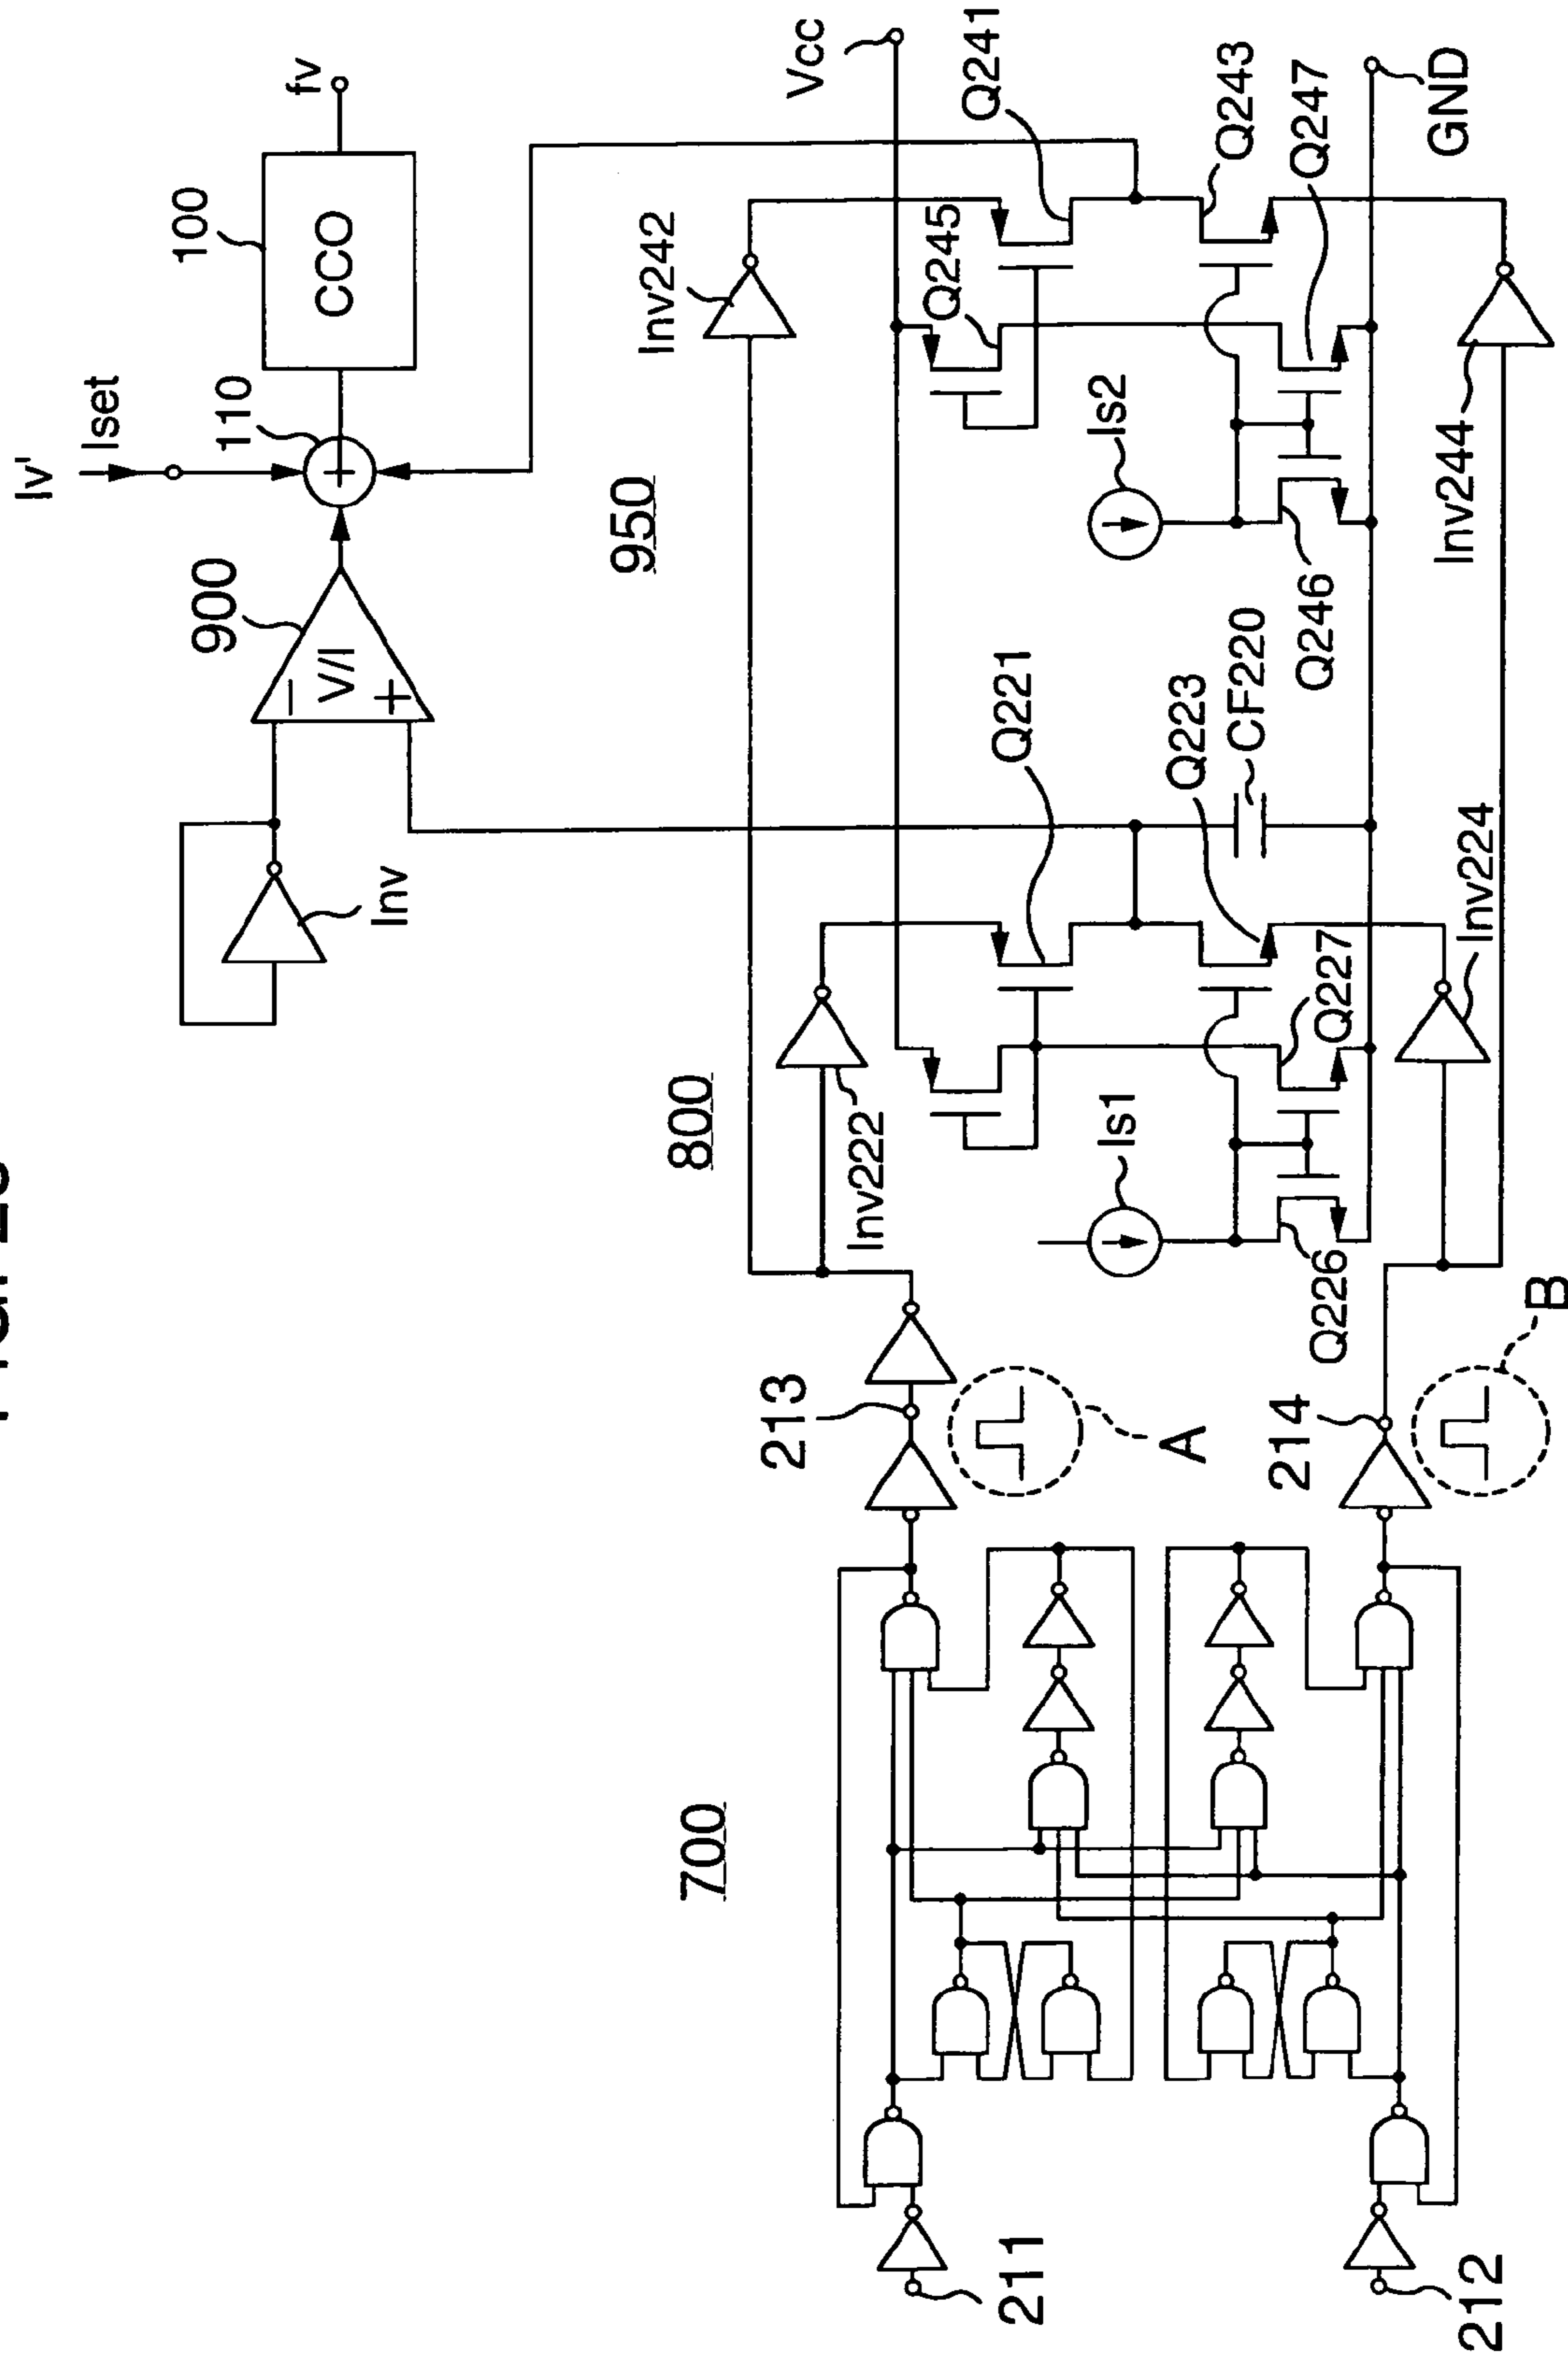 Iv'
Iset
100
fv
CCO
110
900
V/I
Inv
Vcc
Q241
Inv242
Q245
Q243
Q247
GND
950
Is2
Q246
Inv244
Q221
Q223
CF220
800
Inv222
Is1
Q227
Inv224
Q226
213
A
214
B
700
211
212